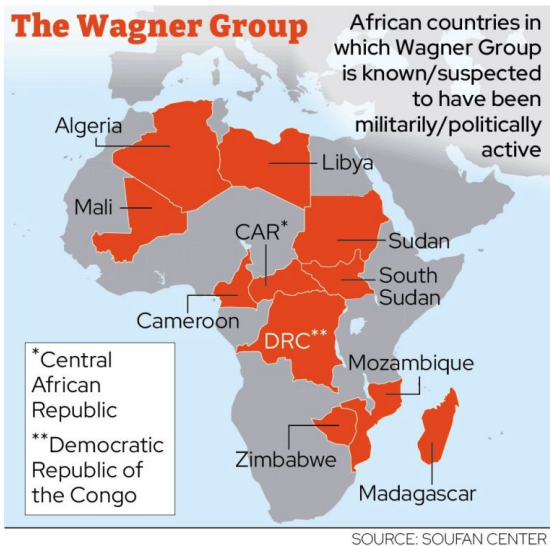 The Wagner Group
African countries in
which Wagner Group
is known/suspected
to have been
militarily/politically
active
Algeria
Libya
Mali
CAR*
Sudan
South
Sudan
Cameroon
DRC**
Mozambique
*Central
African
Republic
**Democratic
Republic of
the Congo
Zimbabwe
Madagascar
SOURCE: SOUFAN CENTER